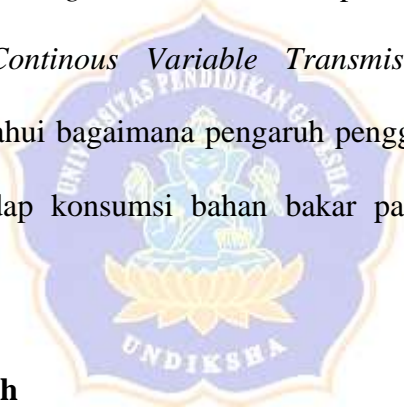 Continous Variable Transmis
ahui bagaimana pengaruh pengg
dap konsumsi bahan bakar pa
h
UNIVERSITAS PENDIDIKAN GANESHA
UNDIKSHA